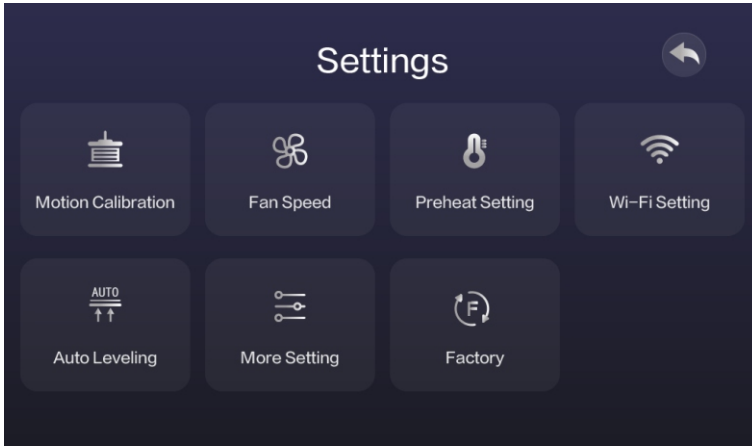 Settings
Motion Calibration
Fan Speed
Preheat Setting
Wi-Fi Setting
AUTO
Auto Leveling
More Setting
F
Factory